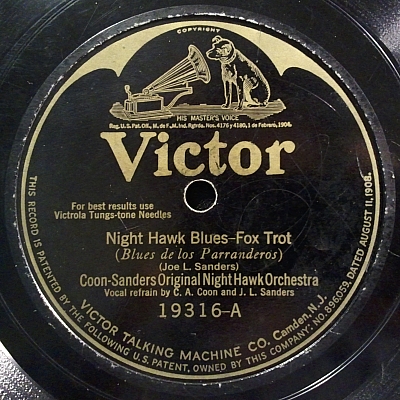 COPYRIGHT
"HIS MASTER'S VOICE"
Reg. U.S. Pat. Off., M. de F., M. Ind. Rgtrda. Nos. 4176 y 4180, 1 de Febrero, 1904.
Victor
For best results use
Victrola Tungs-tone Needles
Night Hawk Blues-Fox Trot
(Blues de los Parranderos)
(Joe L. Sanders)
Coon-Sanders Original Night Hawk Orchestra
Vocal refrain by C. A. Coon and J. L. Sanders
19316-A
VICTOR TALKING MACHINE CO. Camden, N.J.
THIS RECORD IS PATENTED BY THE FOLLOWING U.S. PATENT, OWNED BY THIS COMPANY: NO. 896059, DATED AUGUST 11, 1908.